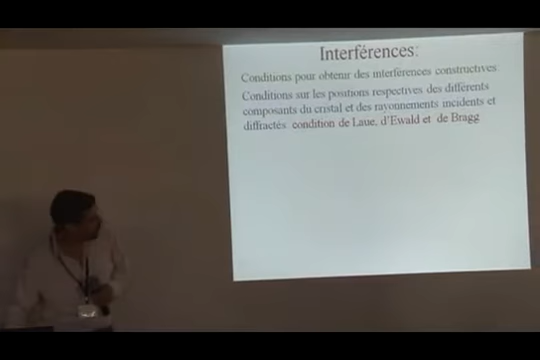 Interférences:
Conditions pour obtenir des interférences constructives:
Conditions sur les positions respectives des différents
composants du cristal et des rayonnements incidents et
diffractés: condition de Laue, d'Ewald et de Bragg